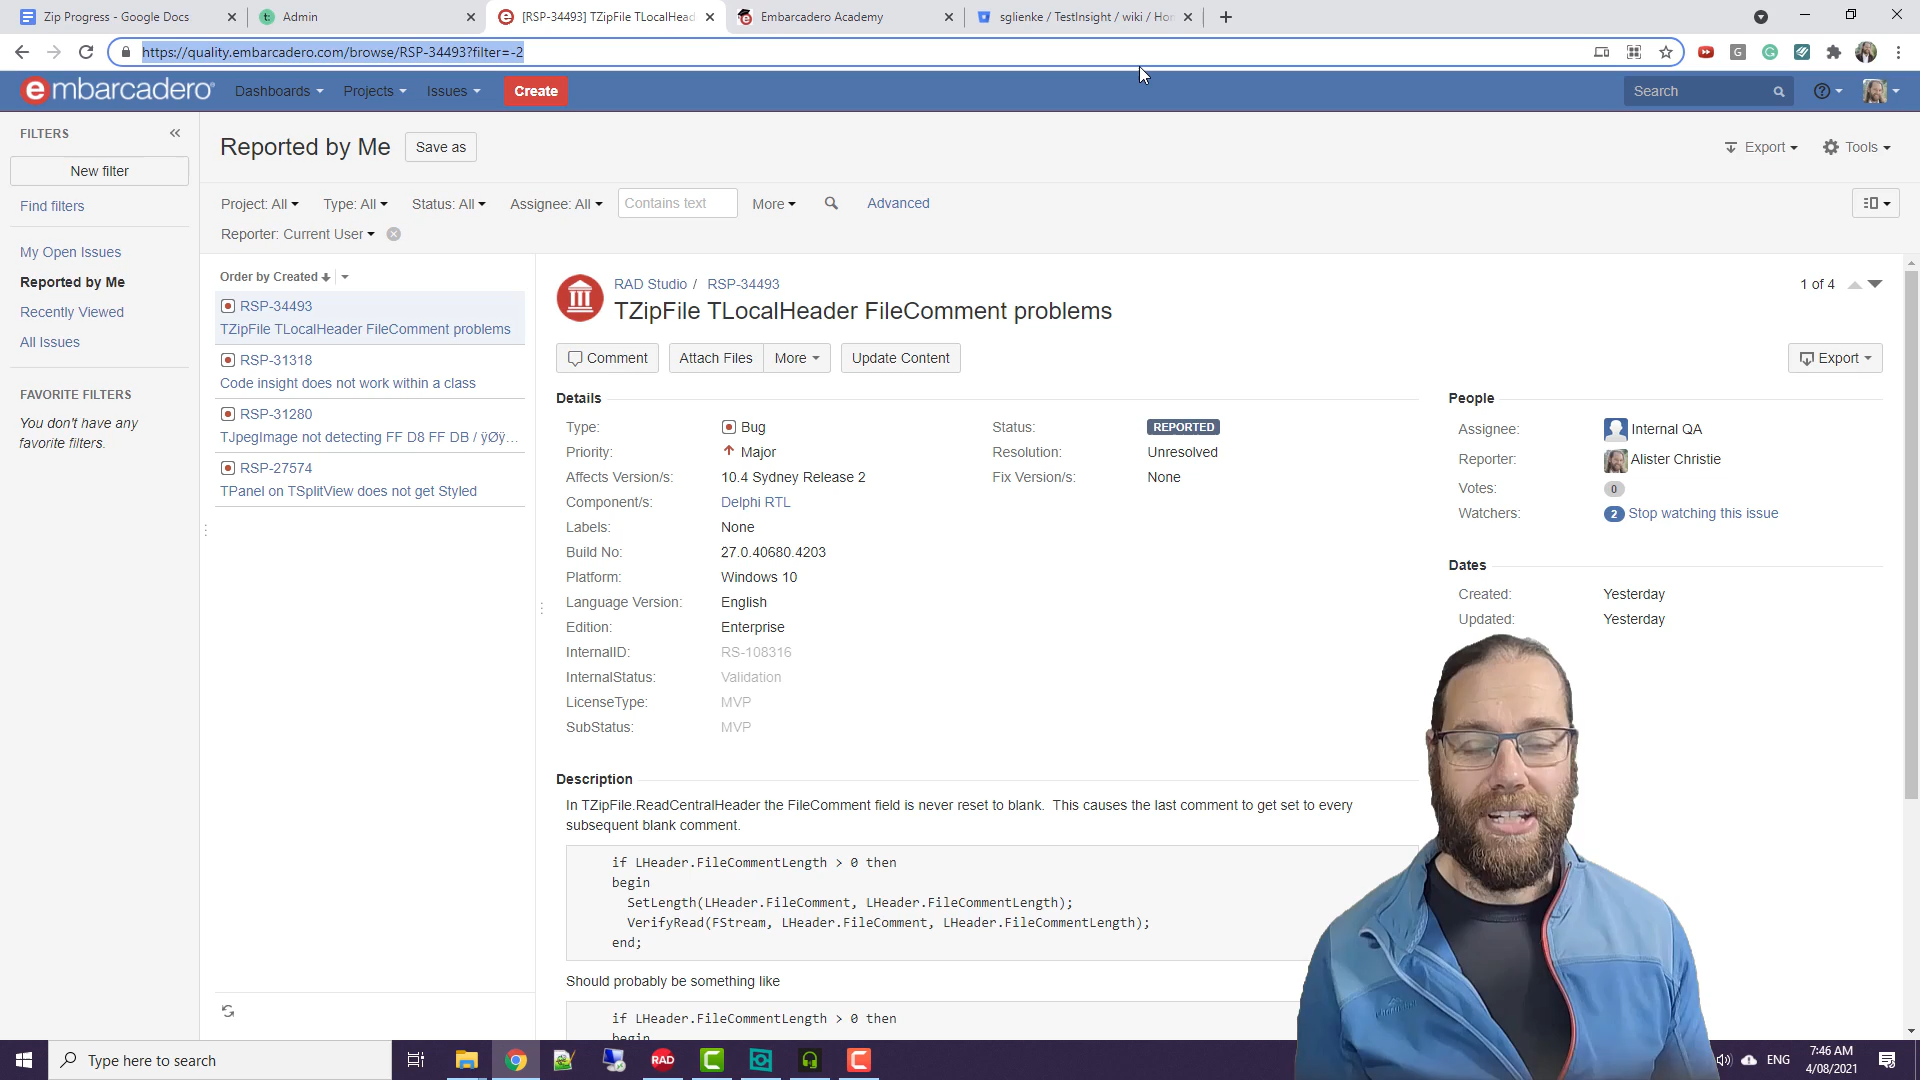 Zip Progress - Google Docs
Admin
[RSP-34493] TZipFile TLocalHead
Embarcadero Academy
sglienke / TestInsight / wiki / Ho
https://quality.embarcadero.com/browse/RSP-34493?filter=-2
embarcadero
Dashboards
Projects
Issues
Create
Search
FILTERS
New filter
Find filters
My Open Issues
Reported by Me
Recently Viewed
All Issues
FAVORITE FILTERS
You don't have any
favorite filters.
Reported by Me
Save as
Export
Tools
Project: All
Type: All
Status: All
Assignee: All
Contains text
More
Advanced
Reporter: Current User
Order by Created
RSP-34493
TZipFile TLocalHeader FileComment problems
RSP-31318
Code insight does not work within a class
RSP-31280
TJpegImage not detecting FF D8 FF DB / ÿØÿ...
RSP-27574
TPanel on TSplitView does not get Styled
RAD Studio / RSP-34493
TZipFile TLocalHeader FileComment problems
1 of 4
Comment
Attach Files
More
Update Content
Export
Details
Type: Bug
Priority: Major
Affects Version/s: 10.4 Sydney Release 2
Component/s: Delphi RTL
Labels: None
Build No: 27.0.40680.4203
Platform: Windows 10
Language Version: English
Edition: Enterprise
InternalID: RS-108316
InternalStatus: Validation
LicenseType: MVP
SubStatus: MVP
Status: REPORTED
Resolution: Unresolved
Fix Version/s: None
People
Assignee: Internal QA
Reporter: Alister Christie
Votes: 0
Watchers: 2 Stop watching this issue
Dates
Created: Yesterday
Updated: Yesterday
Description
In TZipFile.ReadCentralHeader the FileComment field is never reset to blank.  This causes the last comment to get set to every
subsequent blank comment.
if LHeader.FileCommentLength > 0 then
begin
SetLength(LHeader.FileComment, LHeader.FileCommentLength);
VerifyRead(FStream, LHeader.FileComment, LHeader.FileCommentLength);
end;
Should probably be something like
if LHeader.FileCommentLength > 0 then
begin
Type here to search
RAD
ENG
7:46 AM
4/08/2021